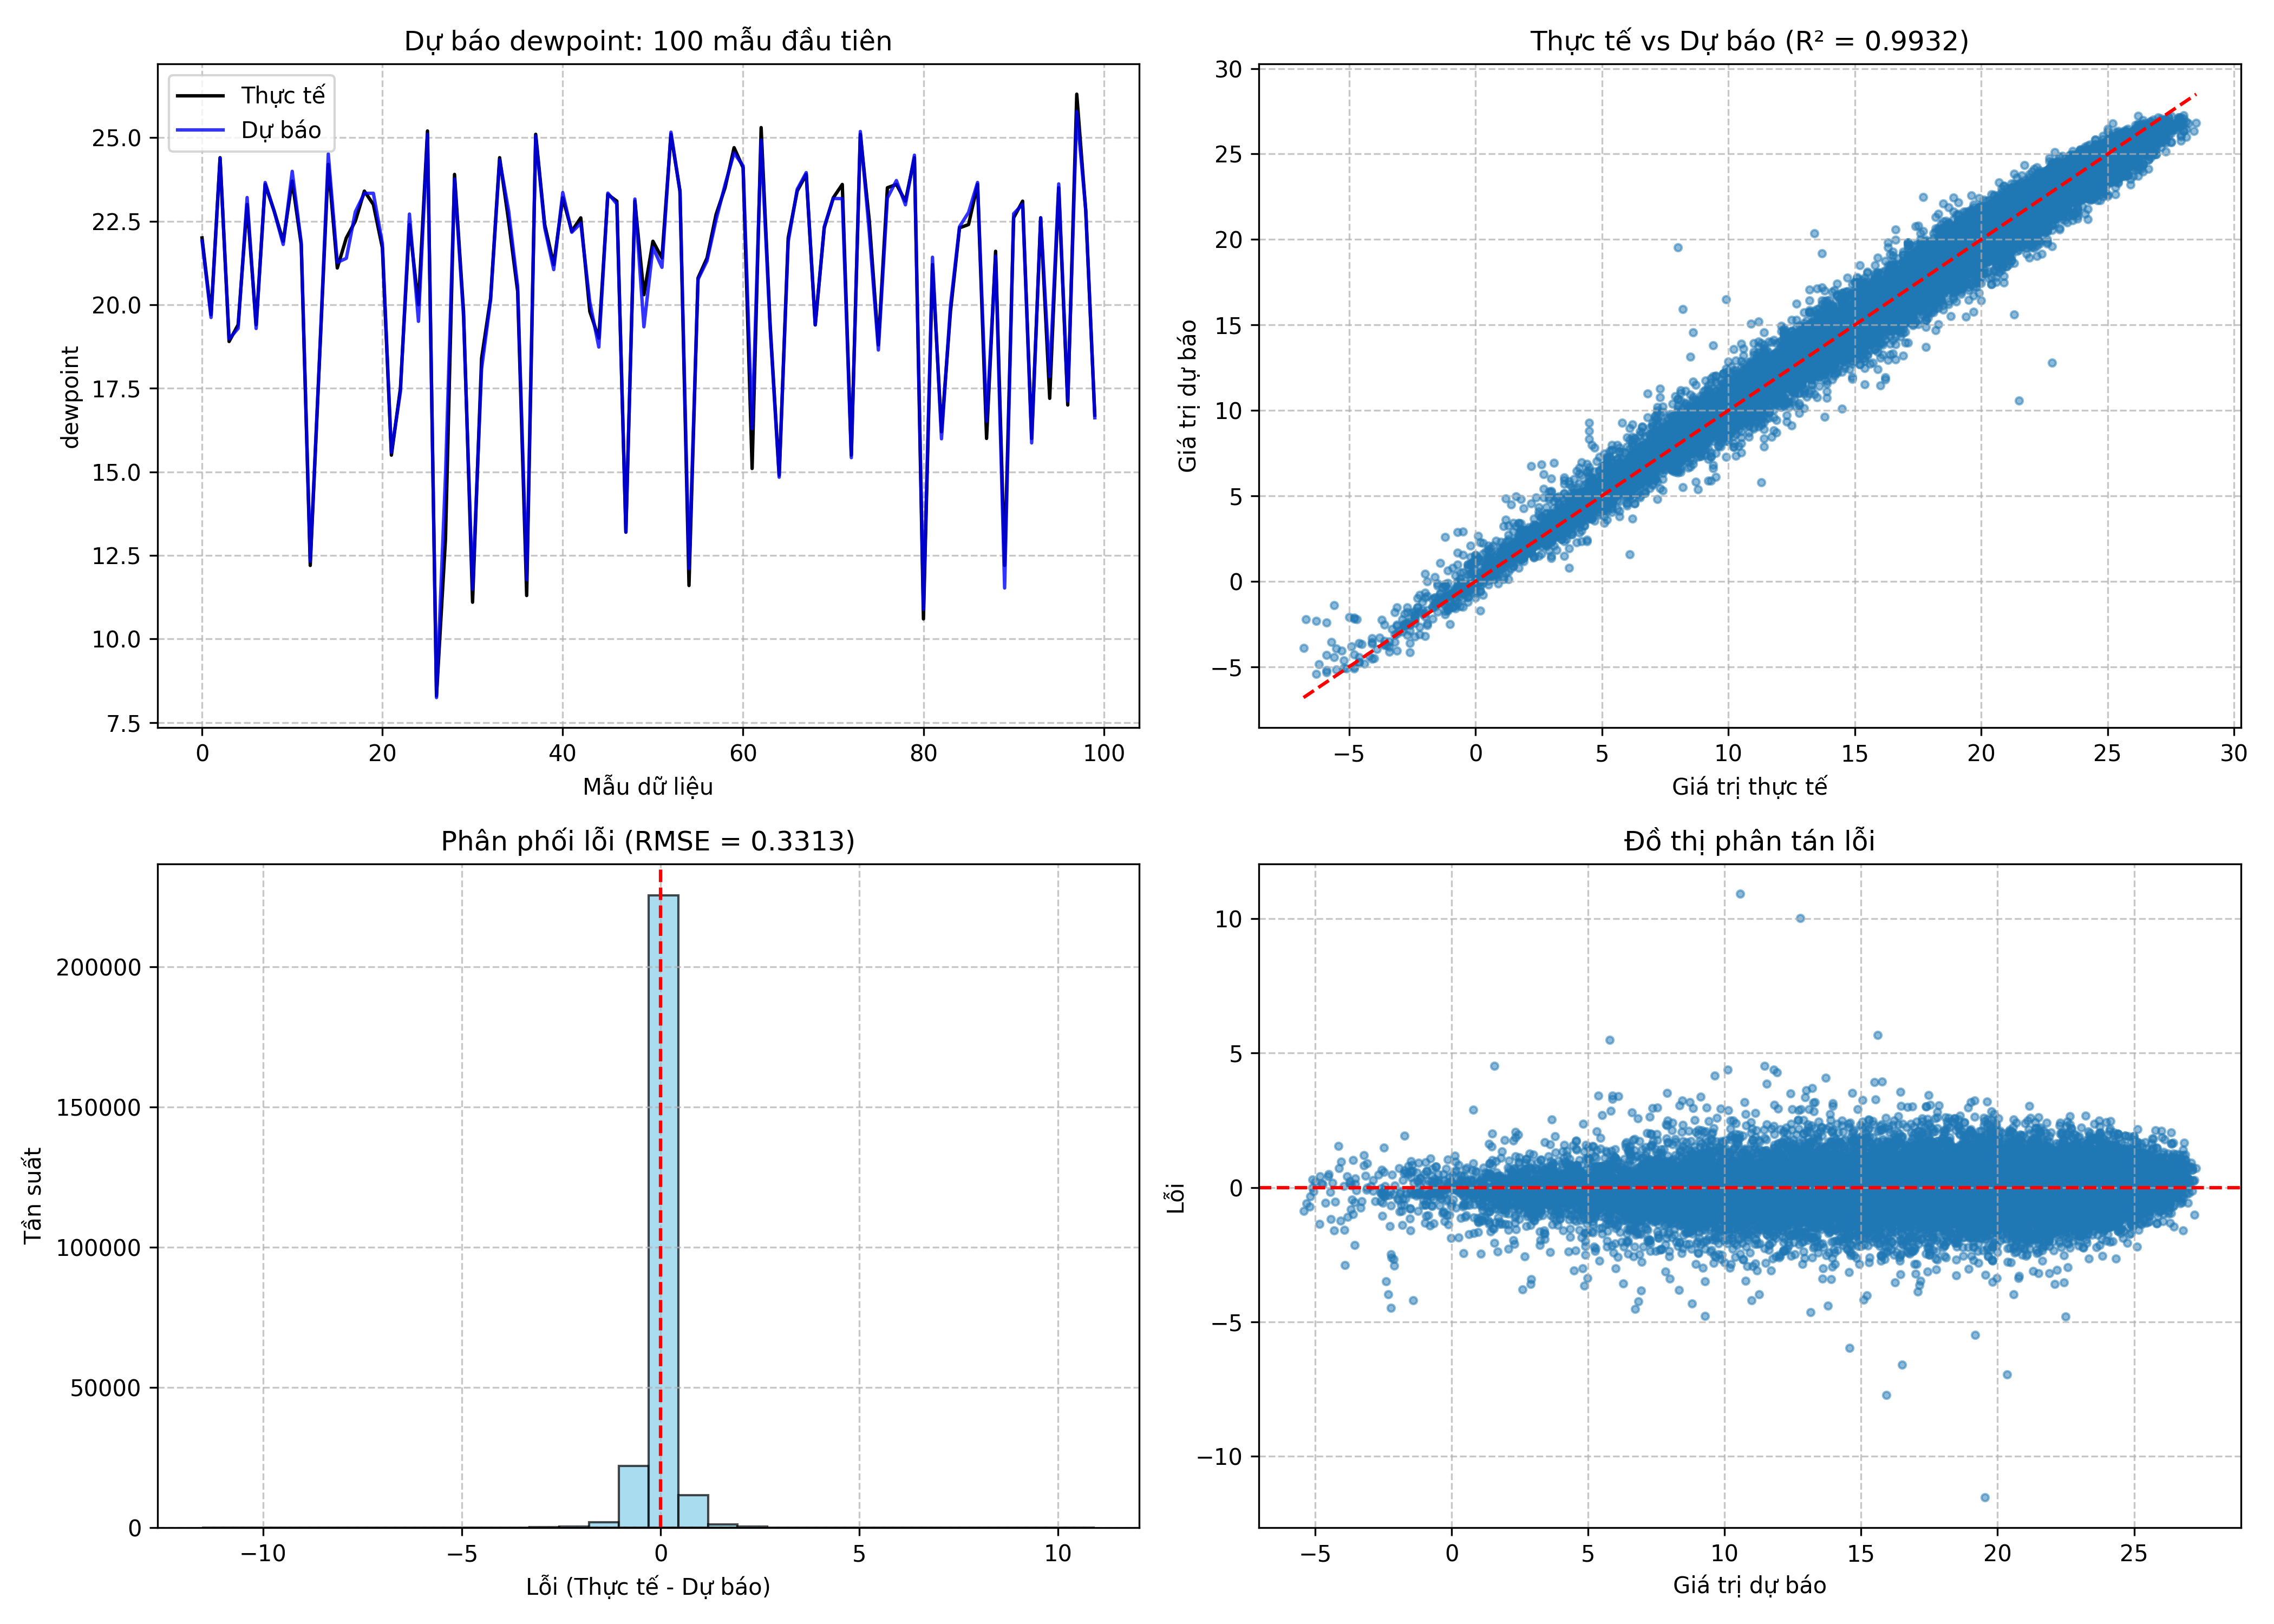 Dự báo dewpoint: 100 mẫu đầu tiên
Thực tế
Dự báo
25.0
22.5
20.0
17.5
15.0
12.5
10.0
7.5
dewpoint
0 20 40 60 80 100
Mẫu dữ liệu
Thực tế vs Dự báo (R² = 0.9932)
30
25
20
15
10
5
0
−5
Giá trị dự báo
−5 0 5 10 15 20 25 30
Giá trị thực tế
Phân phối lỗi (RMSE = 0.3313)
200000
150000
100000
50000
0
Tần suất
−10 −5 0 5 10
Lỗi (Thực tế - Dự báo)
Đồ thị phân tán lỗi
10
5
0
−5
−10
Lỗi
−5 0 5 10 15 20 25
Giá trị dự báo